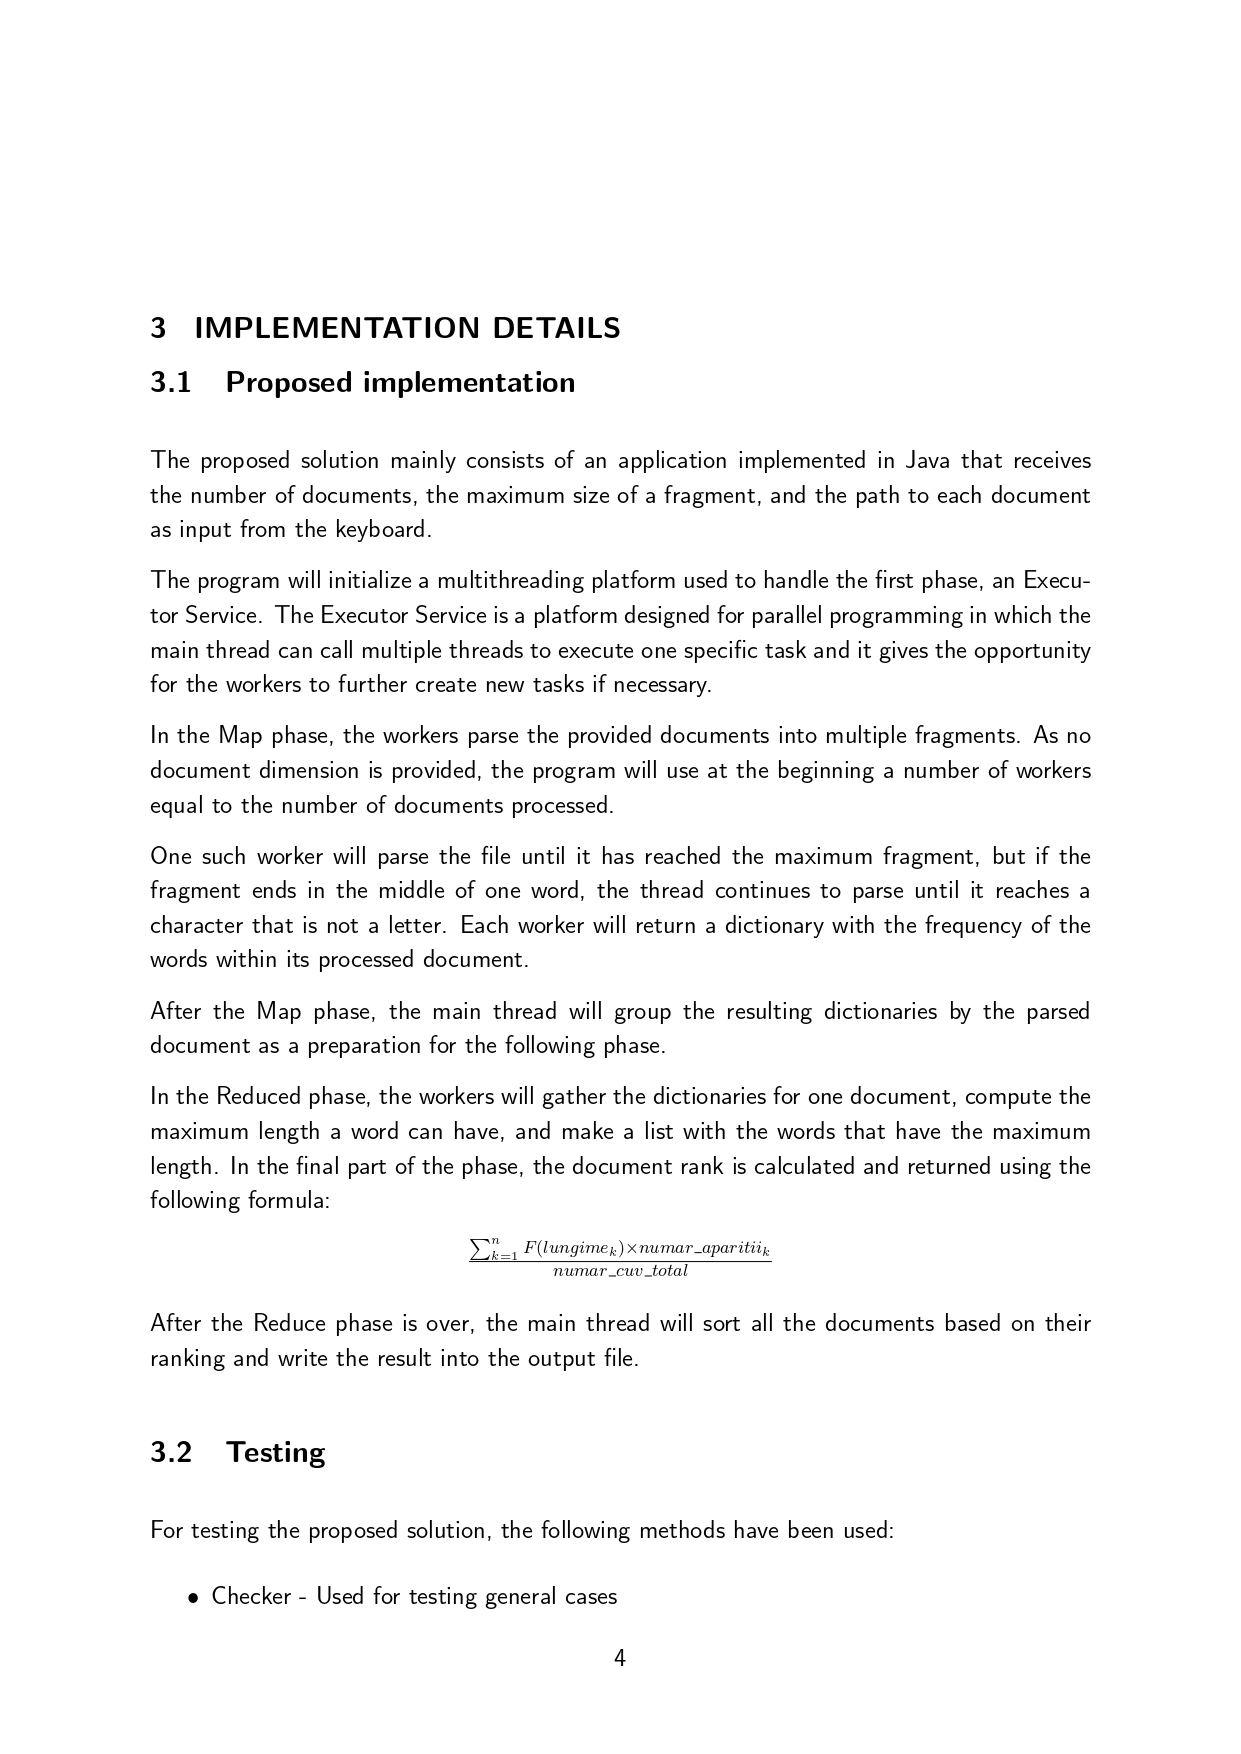 3 IMPLEMENTATION DETAILS
3.1 Proposed implementation
The proposed solution mainly consists of an application implemented in Java that receives
the number of documents, the maximum size of a fragment, and the path to each document
as input from the keyboard.
The program will initialize a multithreading platform used to handle the first phase, an Execu-
tor Service. The Executor Service is a platform designed for parallel programming in which the
main thread can call multiple threads to execute one specific task and it gives the opportunity
for the workers to further create new tasks if necessary.
In the Map phase, the workers parse the provided documents into multiple fragments. As no
document dimension is provided, the program will use at the beginning a number of workers
equal to the number of documents processed.
One such worker will parse the file until it has reached the maximum fragment, but if the
fragment ends in the middle of one word, the thread continues to parse until it reaches a
character that is not a letter. Each worker will return a dictionary with the frequency of the
words within its processed document.
After the Map phase, the main thread will group the resulting dictionaries by the parsed
document as a preparation for the following phase.
In the Reduced phase, the workers will gather the dictionaries for one document, compute the
maximum length a word can have, and make a list with the words that have the maximum
length. In the final part of the phase, the document rank is calculated and returned using the
following formula:
∑ⁿₖ₌₁ F(lungimeₖ)×numar_aparitiiₖ
numar_cuv_total
After the Reduce phase is over, the main thread will sort all the documents based on their
ranking and write the result into the output file.
3.2 Testing
For testing the proposed solution, the following methods have been used:
• Checker - Used for testing general cases
4